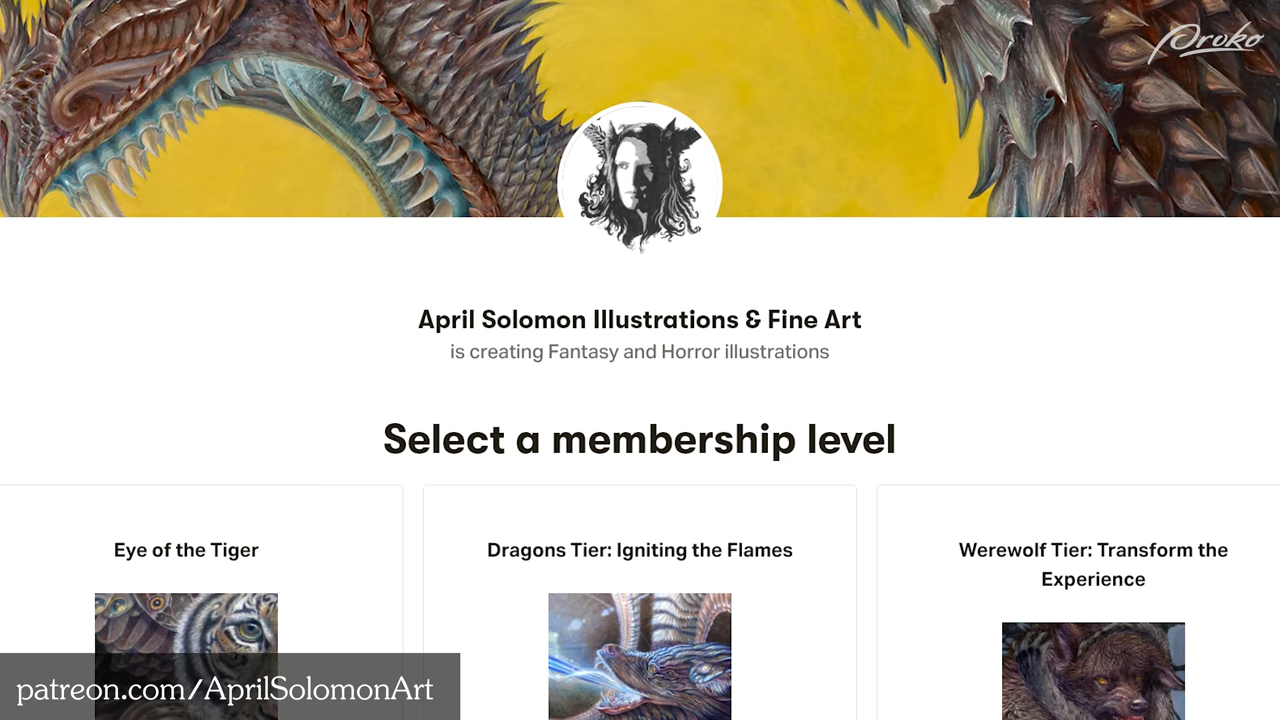 Proko
April Solomon Illustrations & Fine Art
is creating Fantasy and Horror illustrations
Select a membership level
Eye of the Tiger
Dragons Tier: Igniting the Flames
Werewolf Tier: Transform the
Experience
patreon.com/AprilSolomonArt